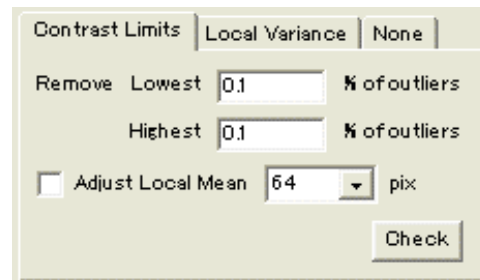 Contrast Limits Local Variance None
Remove Lowest 0.1 % of outliers
Highest 0.1 % of outliers
Adjust Local Mean 64 pix
Check